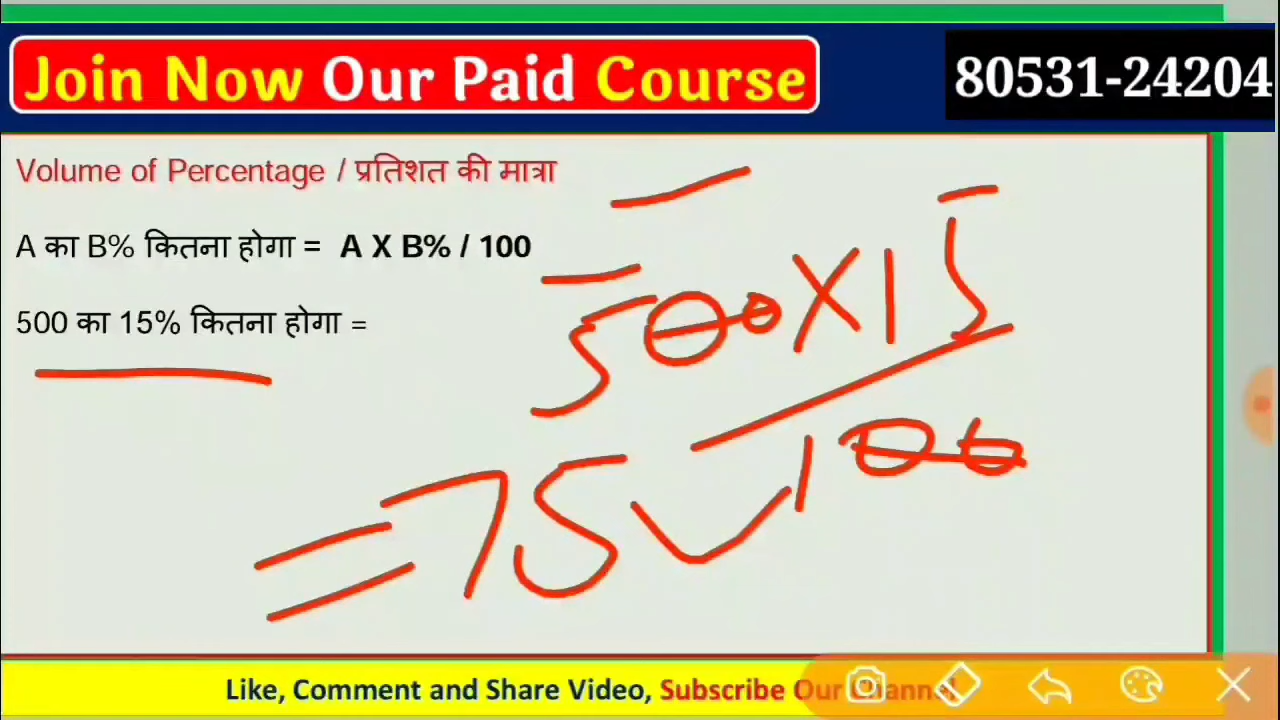 Join Now Our Paid Course
80531-24204
Volume of Percentage / प्रतिशत की मात्रा
A का B% कितना होगा = A X B% / 100
500 का 15% कितना होगा =
500 X 15
100
= 75
Like, Comment and Share Video, Subscribe Our Channel